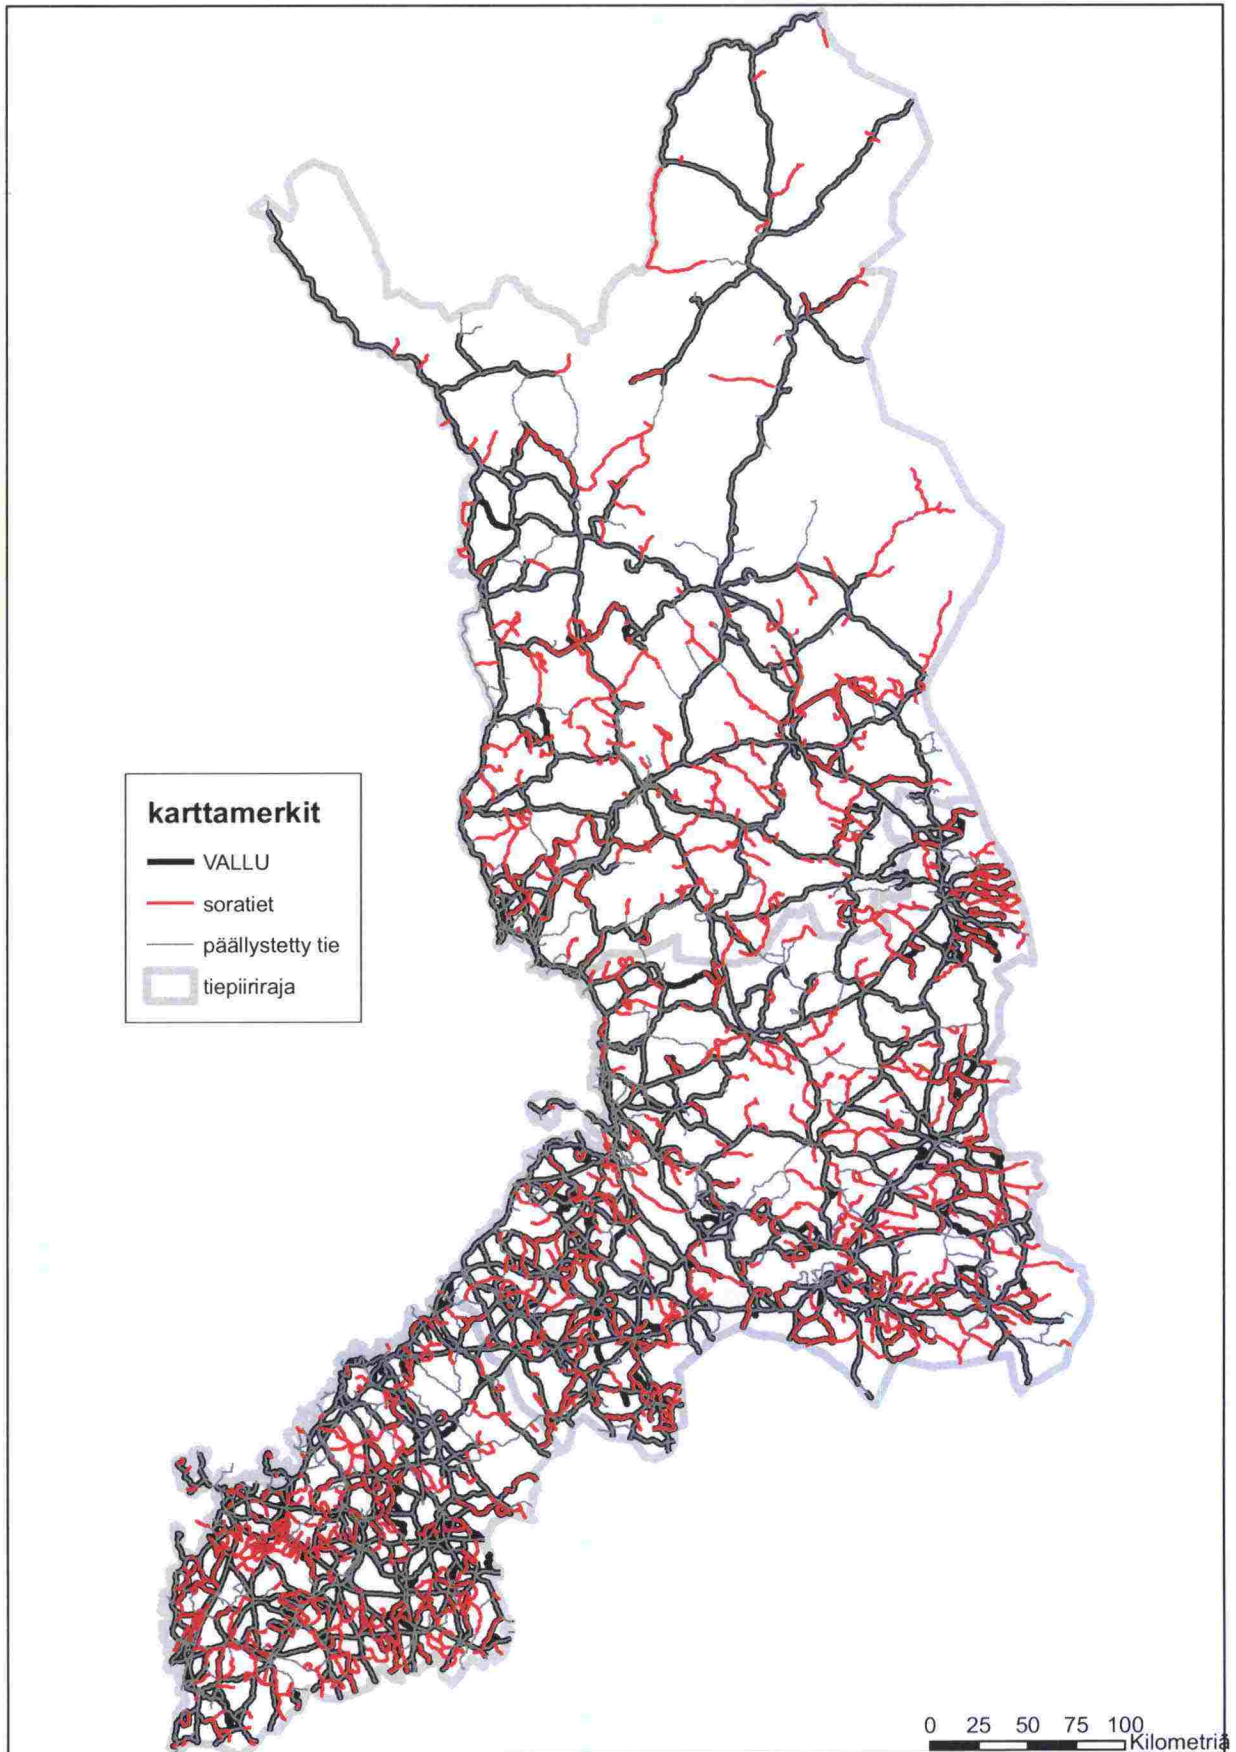 karttamerkit
VALLU
soratiet
päällystetty tie
tiepiiriraja
0 25 50 75 100
Kilometriä